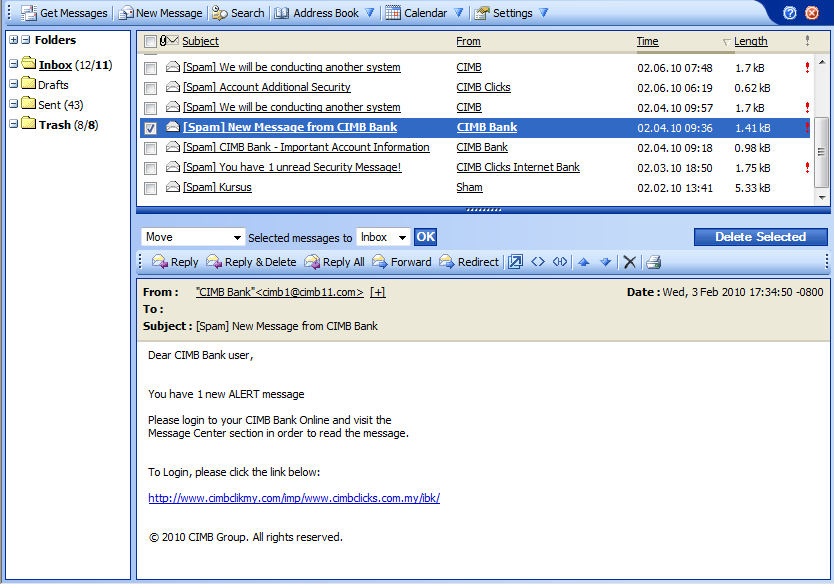 Get Messages New Message Search Address Book Calendar Settings
Folders
Inbox (12/11)
Drafts
Sent (43)
Trash (8/8)
Subject From Time Length
[Spam] We will be conducting another system CIMB 02.06.10 07:48 1.7 kB
[Spam] Account Additional Security CIMB Clicks 02.06.10 06:19 0.62 kB
[Spam] We will be conducting another system CIMB 02.04.10 09:57 1.7 kB
[Spam] New Message from CIMB Bank CIMB Bank 02.04.10 09:36 1.41 kB
[Spam] CIMB Bank - Important Account Information CIMB Bank 02.04.10 09:18 0.98 kB
[Spam] You have 1 unread Security Message! CIMB Clicks Internet Bank 02.03.10 18:50 1.75 kB
[Spam] Kursus Sham 02.02.10 13:41 5.33 kB
Move Selected messages to Inbox OK Delete Selected
Reply Reply & Delete Reply All Forward Redirect
From : "CIMB Bank"<cimb1@cimb11.com> [+] Date : Wed, 3 Feb 2010 17:34:50 -0800
To :
Subject : [Spam] New Message from CIMB Bank
Dear CIMB Bank user,
You have 1 new ALERT message
Please login to your CIMB Bank Online and visit the
Message Center section in order to read the message.
To Login, please click the link below:
http://www.cimbclikmy.com/imp/www.cimbclicks.com.my/ibk/
© 2010 CIMB Group. All rights reserved.